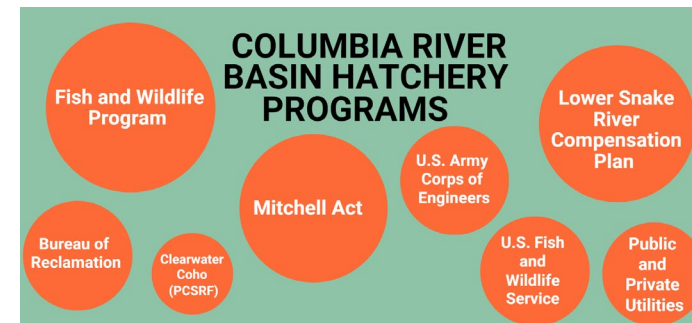 COLUMBIA RIVER
BASIN HATCHERY
PROGRAMS
Fish and Wildlife
Program
Lower Snake
River
Compensation
Plan
Mitchell Act
U.S. Army
Corps of
Engineers
Bureau of
Reclamation
Clearwater
Coho
(PCSRF)
U.S. Fish
and
Wildlife
Service
Public
and
Private
Utilities